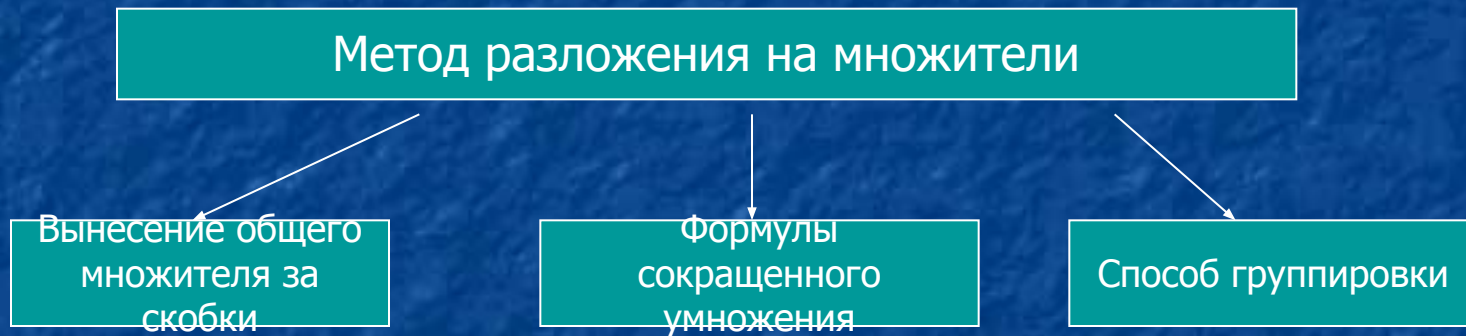 Метод разложения на множители
Вынесение общего
множителя за
скобки
Формулы
сокращенного
умножения
Способ группировки